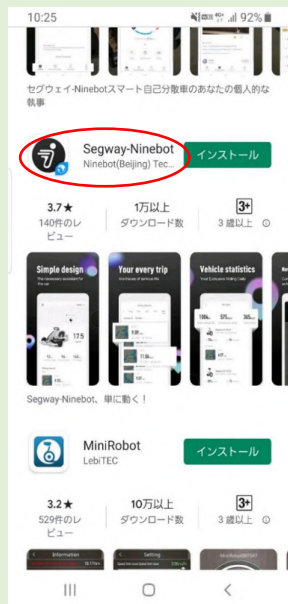 10:25
92%
セグウェイ-Ninebotスマート自己分散車のあなたの個人的な
執事
Segway-Ninebot
Ninebot(Beijing) Tec...
インストール
3.7★
140件のレ
ビュー
1万以上
ダウンロード数
3+
3 歳以上
Simple design
Your every trip
Vehicle statistics
17.5
Segway-Ninebot、単に動く！
MiniRobot
LebiTEC
インストール
3.2★
529件のレ
ビュー
10万以上
ダウンロード数
3+
3 歳以上
Information
Setting